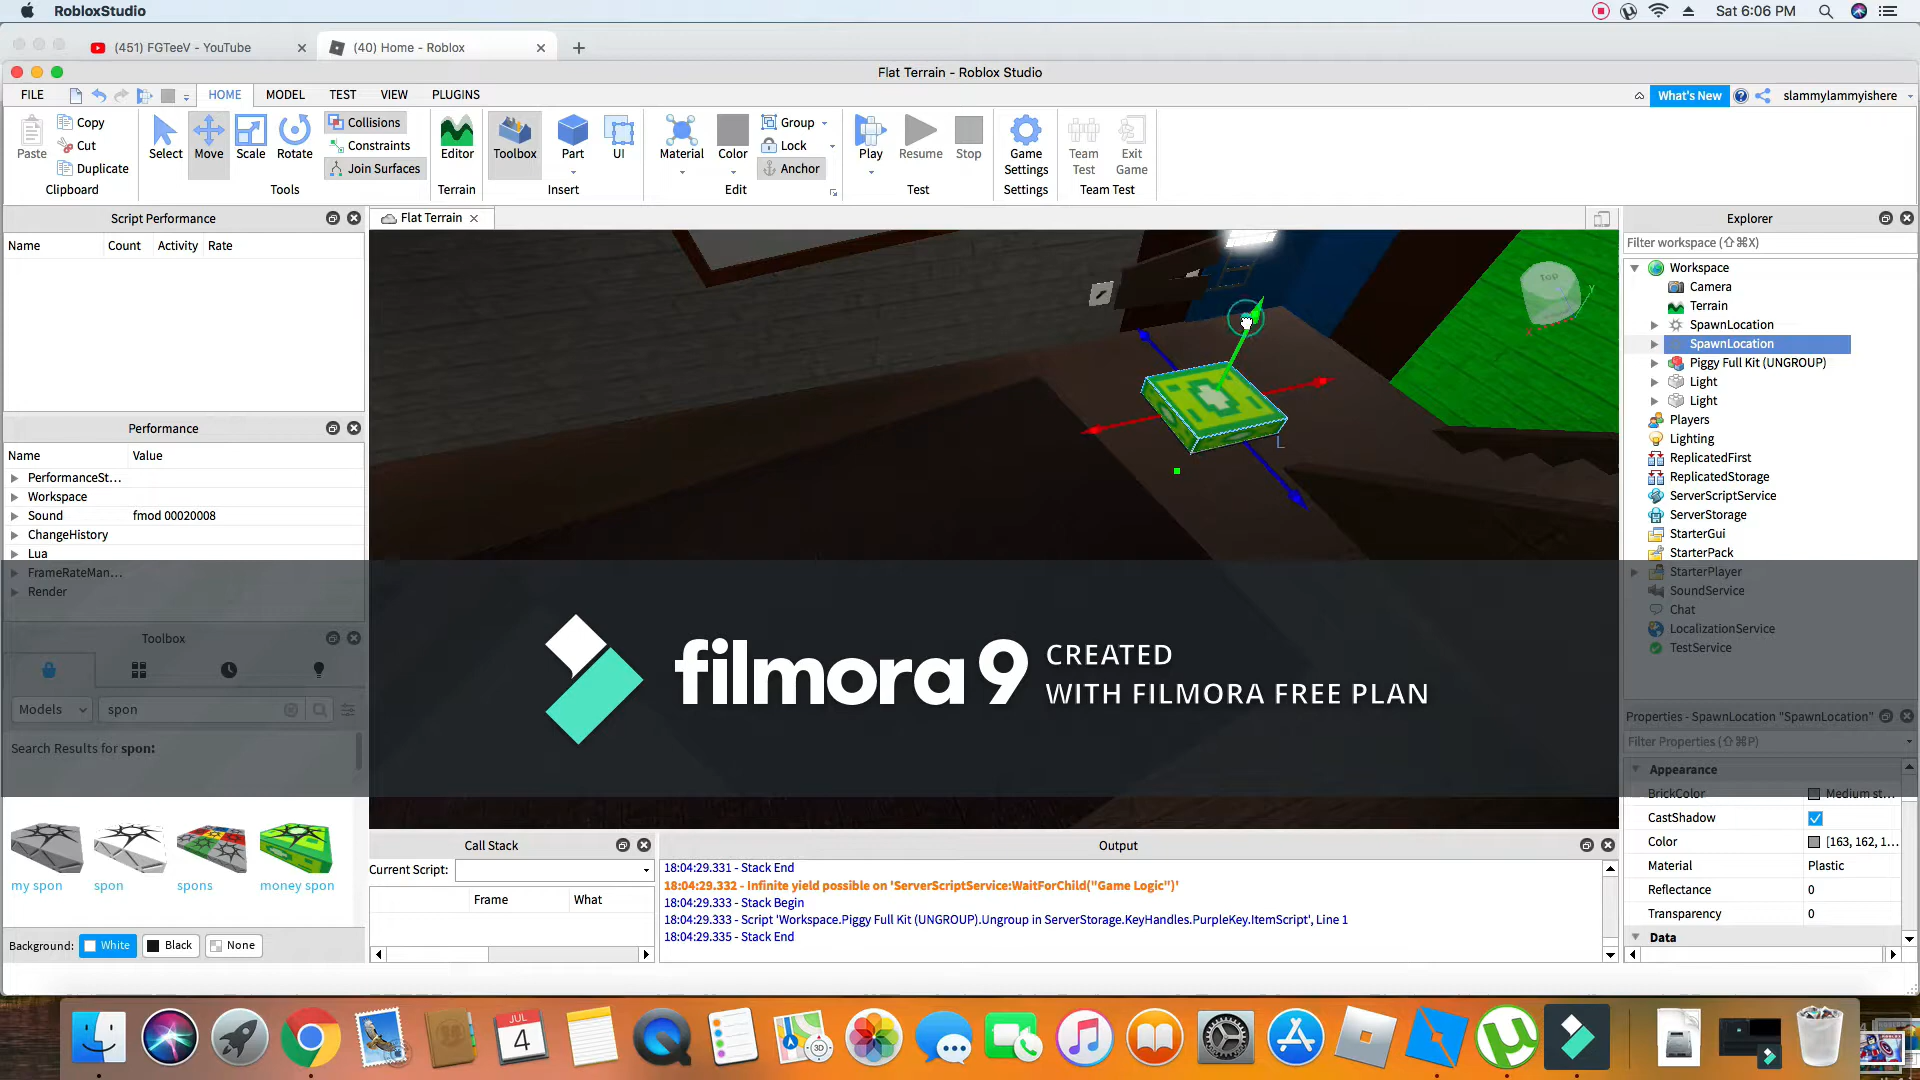 RobloxStudio
Sat 6:06 PM
(451) FGTeeV - YouTube
(40) Home - Roblox
Flat Terrain - Roblox Studio
FILE HOME MODEL TEST VIEW PLUGINS
What's New
slammylammyishere
Paste
Copy
Cut
Duplicate
Clipboard
Select
Move
Scale
Rotate
Tools
Collisions
Constraints
Join Surfaces
Editor
Terrain
Toolbox
Part
UI
Insert
Material
Color
Group
Lock
Anchor
Edit
Play
Resume
Stop
Test
Game Settings
Settings
Team Test
Exit Game
Team Test
Script Performance
Name Count Activity Rate
Performance
Name Value
PerformanceSt...
Workspace
Sound fmod 00020008
ChangeHistory
Lua
FrameRateMan...
Render
Toolbox
Models
spon
Search Results for spon:
my spon
spon
spons
money spon
Background: White Black None
Flat Terrain
Top
X
Y
L
filmora 9
CREATED
WITH FILMORA FREE PLAN
Call Stack
Current Script:
Frame What
Output
18:04:29.331 - Stack End
18:04:29.332 - Infinite yield possible on 'ServerScriptService:WaitForChild("Game Logic")'
18:04:29.333 - Stack Begin
18:04:29.333 - Script 'Workspace.Piggy Full Kit (UNGROUP).Ungroup in ServerStorage.KeyHandles.PurpleKey.ItemScript', Line 1
18:04:29.335 - Stack End
Explorer
Filter workspace (⇧⌘X)
Workspace
Camera
Terrain
SpawnLocation
SpawnLocation
Piggy Full Kit (UNGROUP)
Light
Light
Players
Lighting
ReplicatedFirst
ReplicatedStorage
ServerScriptService
ServerStorage
StarterGui
StarterPack
StarterPlayer
SoundService
Chat
LocalizationService
TestService
Properties - SpawnLocation "SpawnLocation"
Filter Properties (⇧⌘P)
Appearance
BrickColor Medium st...
CastShadow
Color [163, 162, 1...
Material Plastic
Reflectance 0
Transparency 0
Data
JUL
4
3D